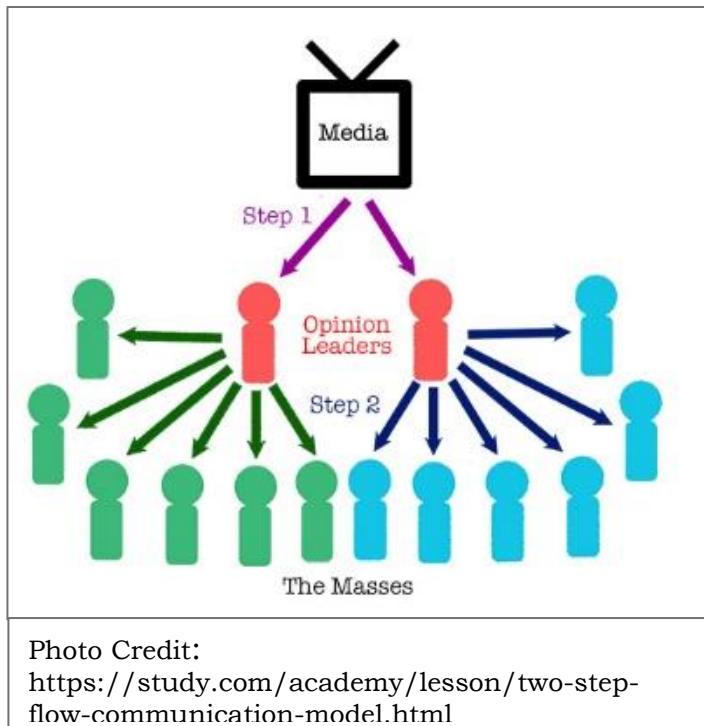 Media
Step 1
Opinion
Leaders
Step 2
The Masses
Photo Credit:
https://study.com/academy/lesson/two-step-
flow-communication-model.html